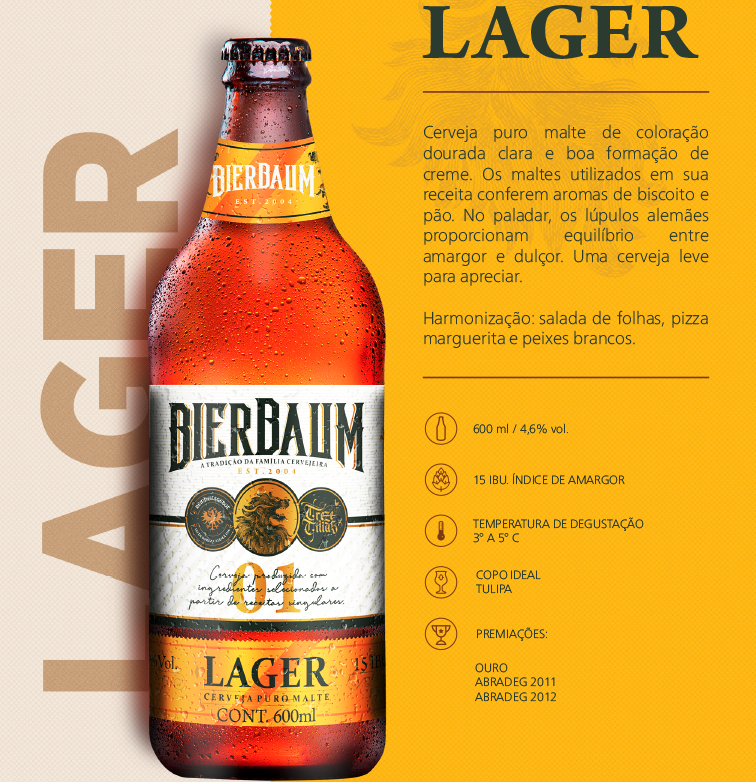 LAGER
LAGER
Cerveja puro malte de coloração
dourada clara e boa formação de
creme. Os maltes utilizados em sua
receita conferem aromas de biscoito e
pão. No paladar, os lúpulos alemães
proporcionam equilíbrio entre
amargor e dulçor. Uma cerveja leve
para apreciar.
Harmonização: salada de folhas, pizza
marguerita e peixes brancos.
600 ml / 4,6% vol.
15 IBU. ÍNDICE DE AMARGOR
TEMPERATURA DE DEGUSTAÇÃO
3º A 5º C
COPO IDEAL
TULIPA
PREMIAÇÕES:
OURO
ABRADEG 2011
ABRADEG 2012
BIERBAUM
EST. 2004
BIERBAUM
A TRADIÇÃO DA FAMÍLIA CERVEJEIRA
EST. 2004
Treze
Tílias
01
Cerveja produzida com
ingredientes selecionados a
partir de receitas singulares.
Vol.
LAGER
15
CERVEJA PURO MALTE
CONT. 600ml